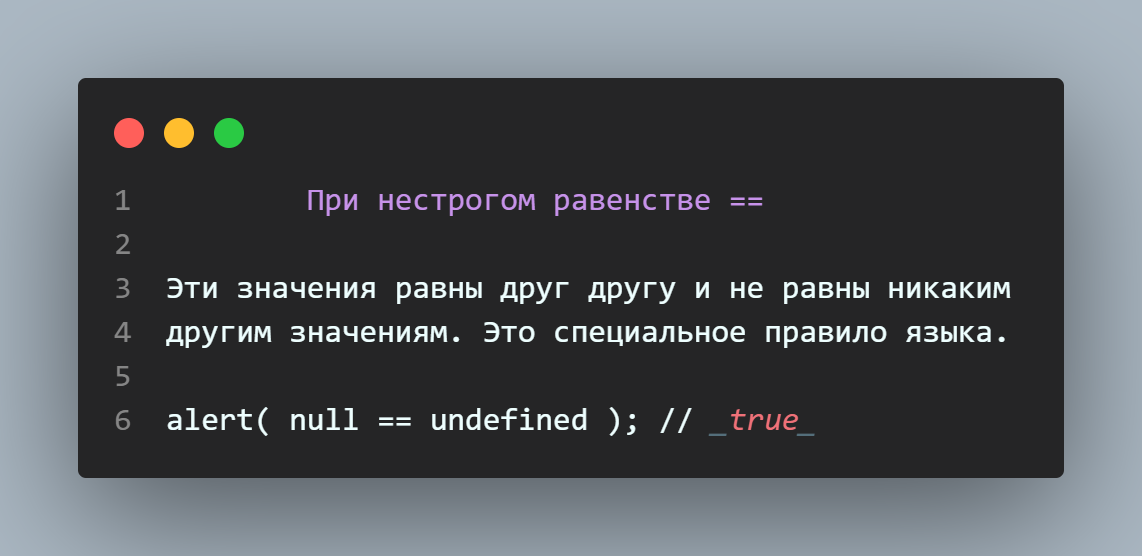 1 При нестрогом равенстве ==
2
3 Эти значения равны друг другу и не равны никаким
4 другим значениям. Это специальное правило языка.
5
6 alert( null == undefined ); // _true_